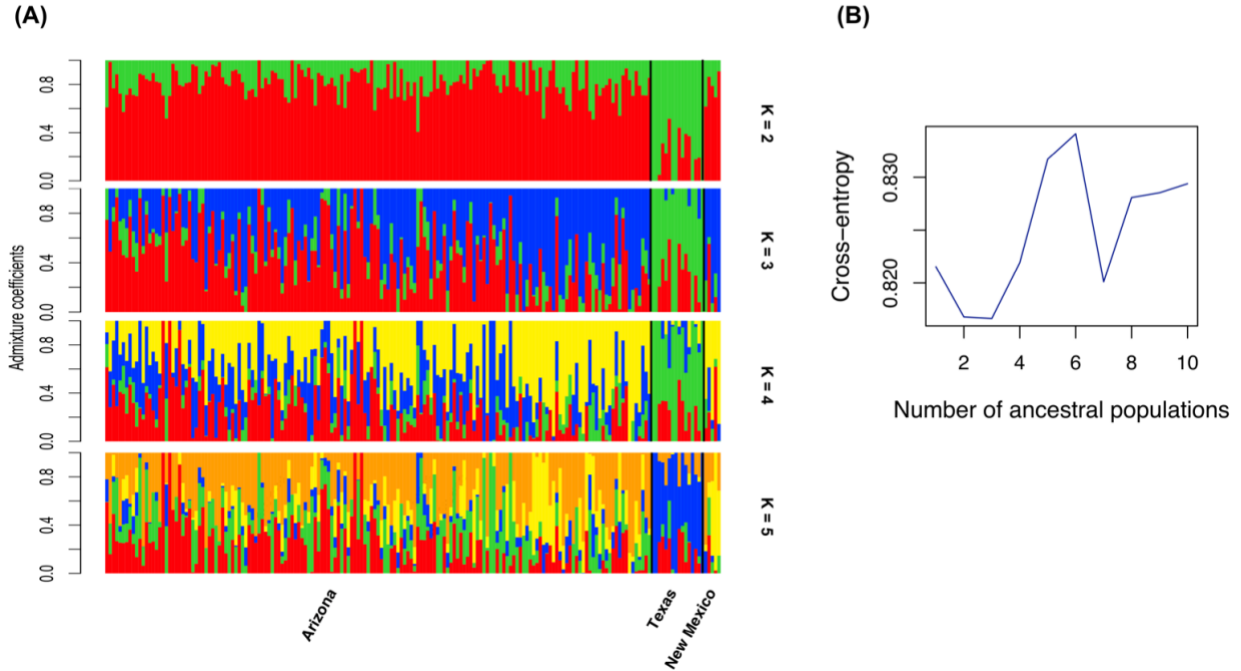 (A)
(B)
Admixture coefficients
0.8
0.4
0.0
K = 2
0.8
0.4
0.0
K = 3
0.8
0.4
0.0
K = 4
0.8
0.4
0.0
K = 5
Arizona
Texas
New Mexico
Cross−entropy
0.830
0.820
2 4 6 8 10
Number of ancestral populations